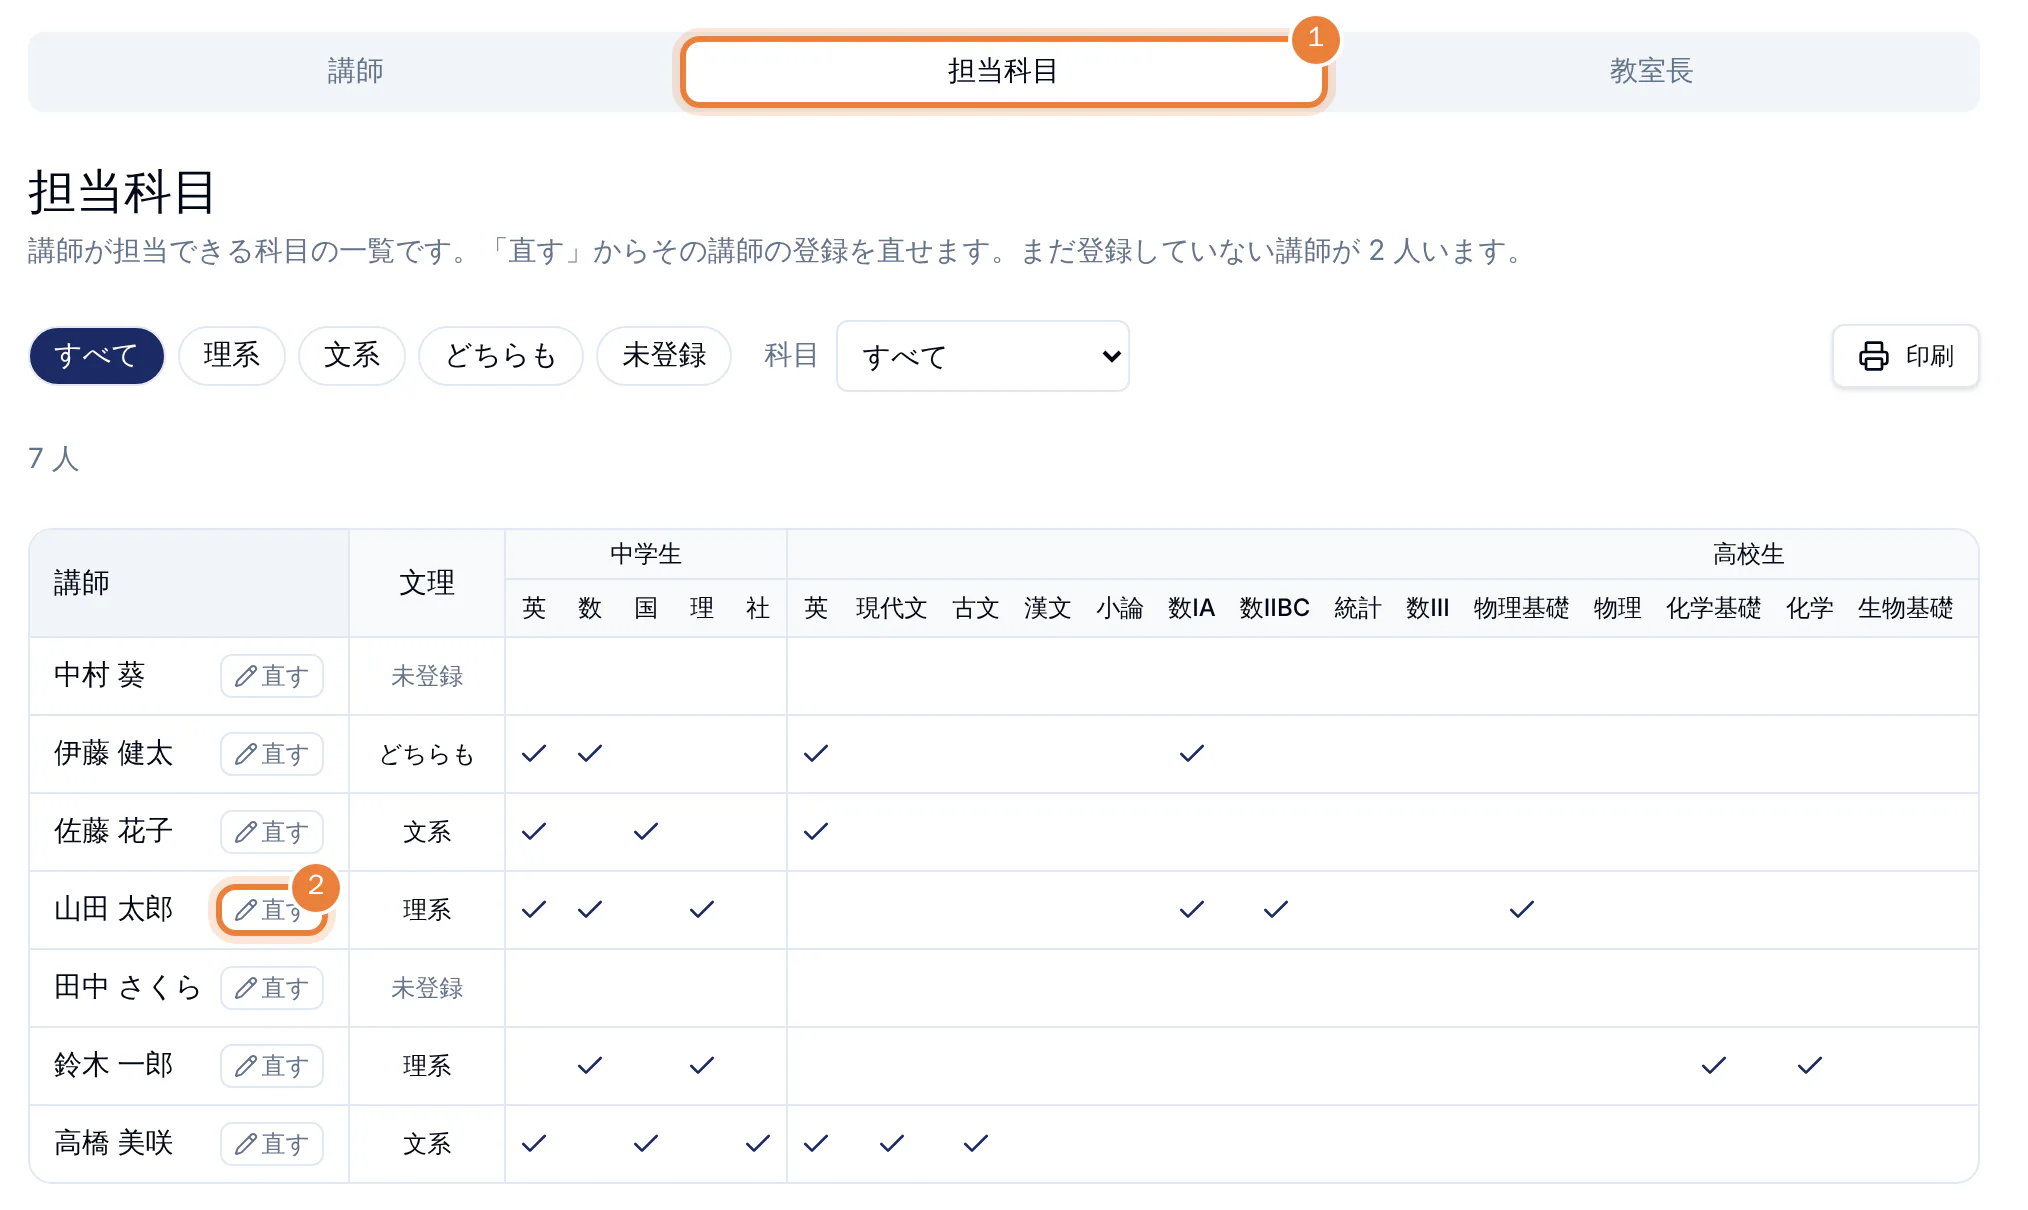 講師 担当科目 1 教室長
担当科目
講師が担当できる科目の一覧です。「直す」からその講師の登録を直せます。まだ登録していない講師が 2 人います。
すべて 理系 文系 どちらも 未登録 科目 すべて 印刷
7 人
講師 文理 中学生 高校生
英 数 国 理 社 英 現代文 古文 漢文 小論 数IA 数IIBC 統計 数III 物理基礎 物理 化学基礎 化学 生物基礎
中村 葵 直す 未登録
伊藤 健太 直す どちらも
佐藤 花子 直す 文系
山田 太郎 直す 2 理系
田中 さくら 直す 未登録
鈴木 一郎 直す 理系
高橋 美咲 直す 文系